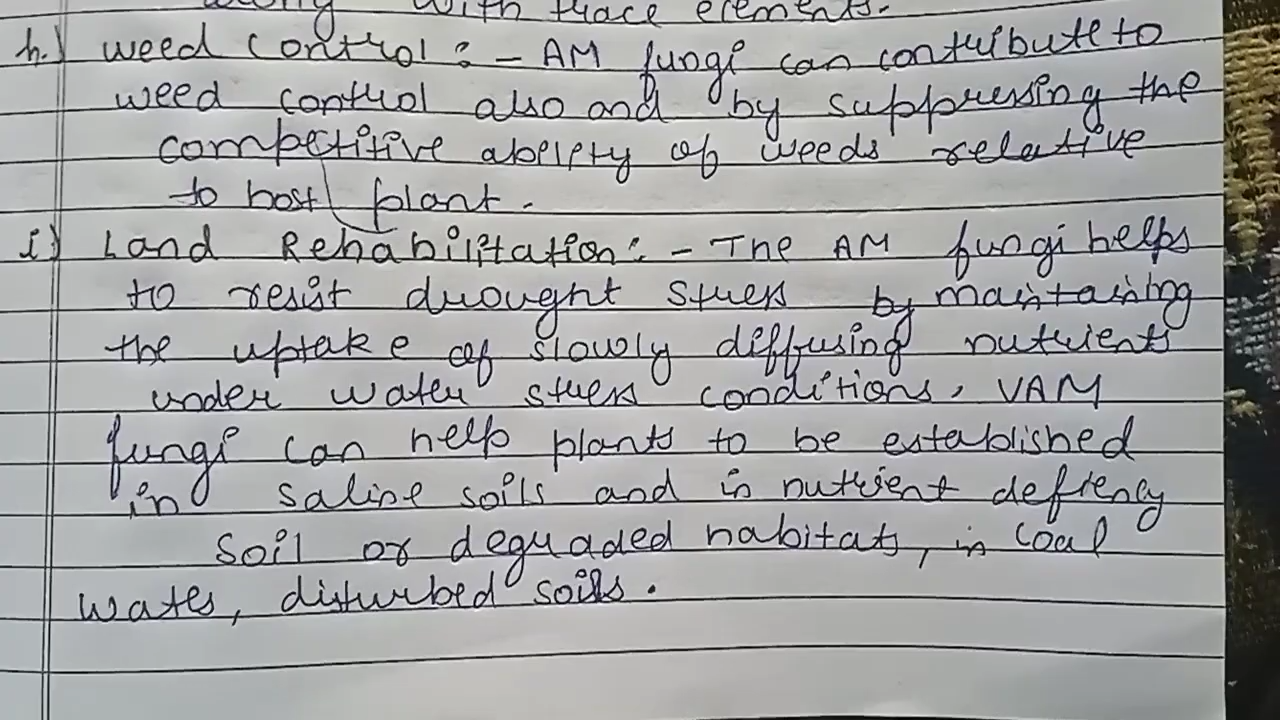 with trace elements.
h.) weed control : - AM fungi can contribute to
weed control also and by suppressing the
competitive ability of weeds relative
to host plant.
i) Land Rehabilitation : - The AM fungi helps
to resist drought stress by maintaining
the uptake of slowly diffusing nutrients
under water stress conditions, VAM
fungi can help plants to be established
in saline soils and in nutrient defiency
soil or degraded habitats, in coal
wates, disturbed soils.